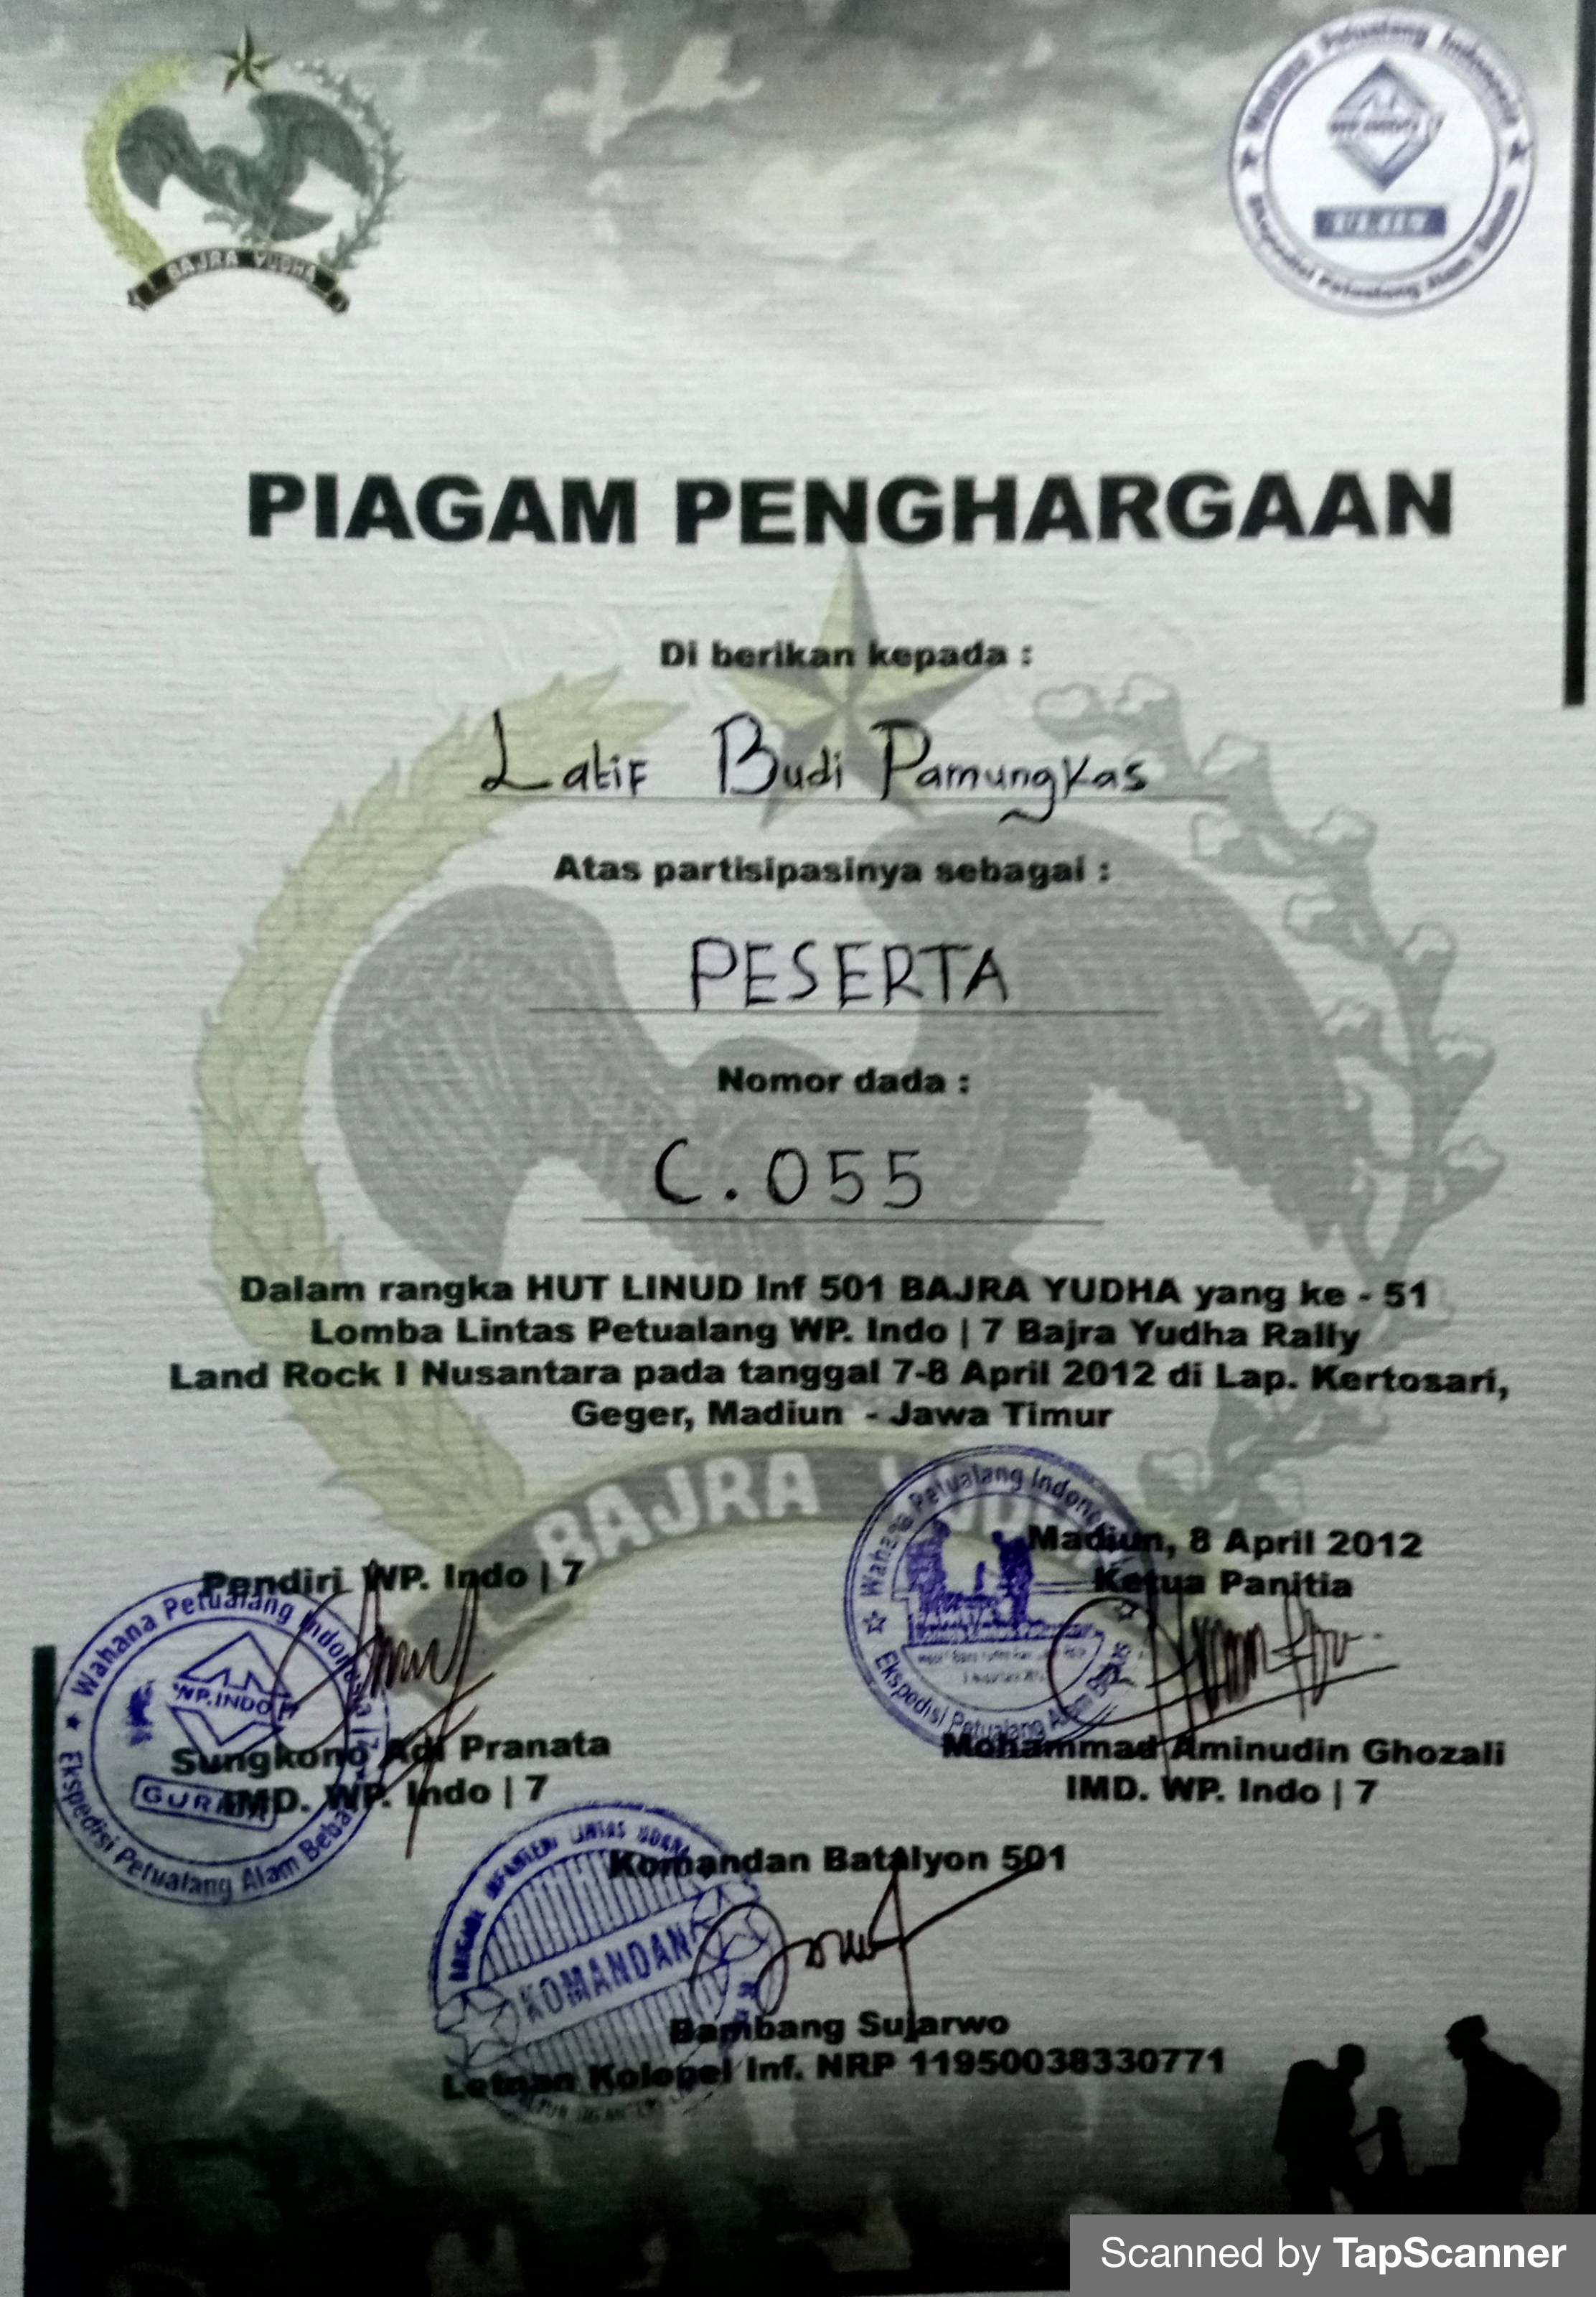 BAJRA YUDHA
Wahana Petualang Indonesia
WP.INDO | 7
Ekspedisi Petualang Alam Bebas
PIAGAM PENGHARGAAN
Di berikan kepada :
Latif Budi Pamungkas
Atas partisipasinya sebagai :
PESERTA
Nomor dada :
C.055
Dalam rangka HUT LINUD Inf 501 BAJRA YUDHA yang ke - 51
Lomba Lintas Petualang WP. Indo | 7 Bajra Yudha Rally
Land Rock I Nusantara pada tanggal 7-8 April 2012 di Lap. Kertosari,
Geger, Madiun - Jawa Timur
BAJRA YUDHA
Wahana Petualang Indonesia
Ekspedisi Petualang Alam Bebas
Madiun, 8 April 2012
Ketua Panitia
Mohammad Aminudin Ghozali
IMD. WP. Indo | 7
Pendiri WP. Indo | 7
Wahana Petualang Indonesia | 7
WP.INDO | 7
Ekspedisi Petualang Alam Bebas
Sungkono Adi Pranata
IMD. WP. Indo | 7
Komandan Batalyon 501
BRIGADE INFANTERI LINTAS UDARA
KOMANDAN
Bambang Sujarwo
Letnan Kolonel Inf. NRP 11950038330771
Scanned by TapScanner